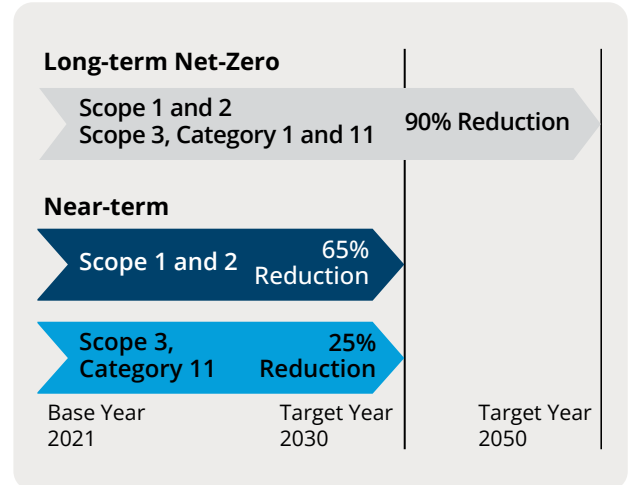 Long-term Net-Zero
Scope 1 and 2
Scope 3, Category 1 and 11
90% Reduction
Near-term
Scope 1 and 2
65%
Reduction
Scope 3,
Category 11
25%
Reduction
Base Year
2021
Target Year
2030
Target Year
2050